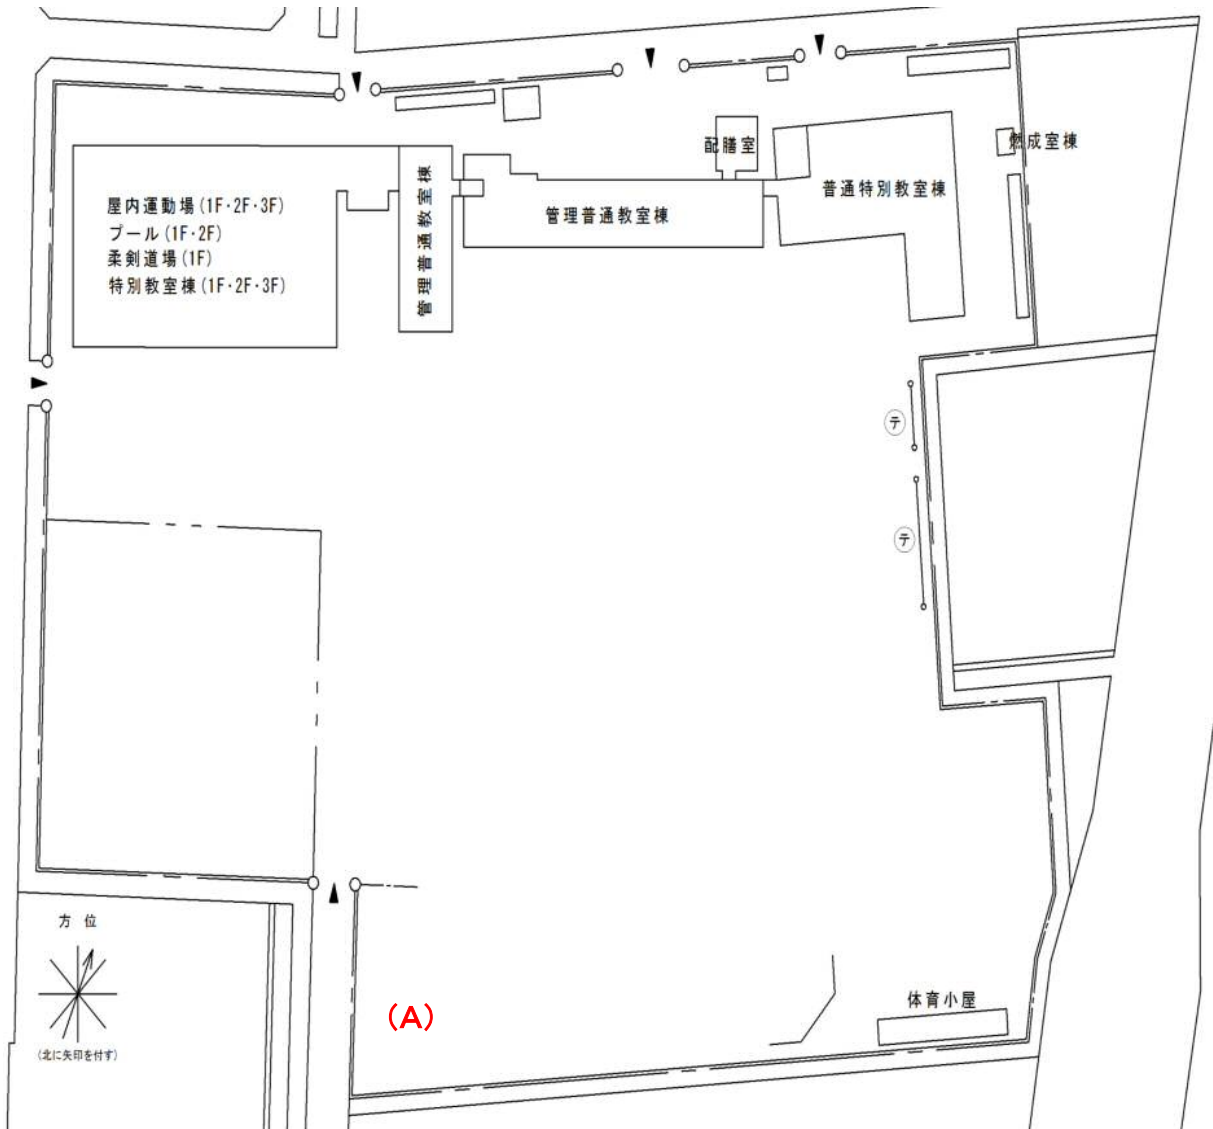 配膳室
燃成室棟
屋内運動場(1F・2F・3F)
プール(1F・2F)
柔剣道場(1F)
特別教室棟(1F・2F・3F)
管理普通教室棟
管理普通教室棟
普通特別教室棟
テ
テ
方 位
(北に矢印を付す)
(A)
体育小屋